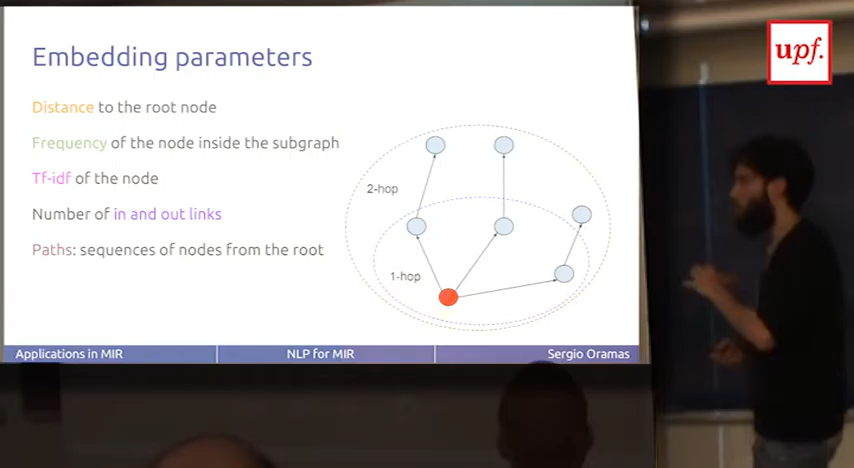 Embedding parameters
upf.
Distance to the root node
Frequency of the node inside the subgraph
Tf-idf of the node
Number of in and out links
Paths: sequences of nodes from the root
2-hop
1-hop
Applications in MIR
NLP for MIR
Sergio Oramas